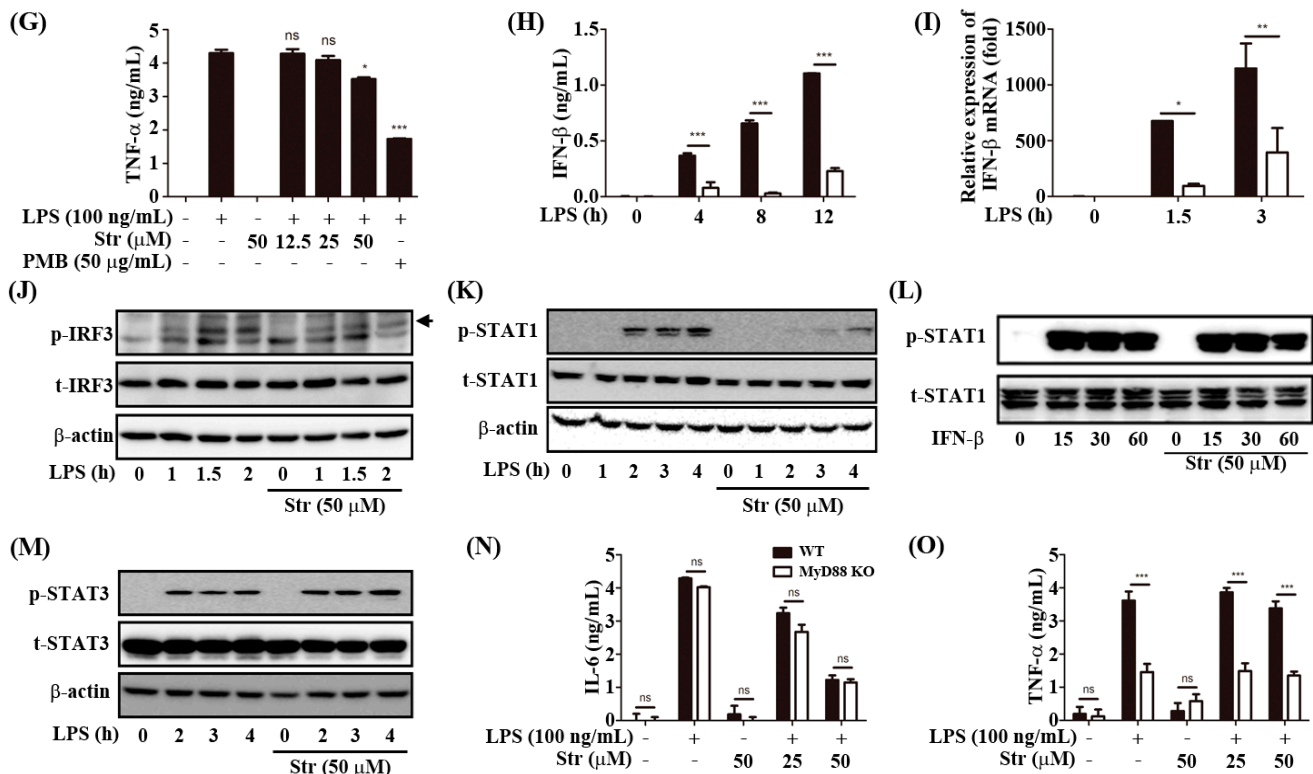 (G)
TNF-α (ng/mL)
5
4
3
2
1
0
ns
ns
*
***
LPS (100 ng/mL) - + - + + + +
Str (μM) - - 50 12.5 25 50 -
PMB (50 μg/mL) - - - - - - +
(H)
IFN-β (ng/mL)
1.5
1.0
0.5
0.0
***
***
***
LPS (h) 0 4 8 12
(I)
Relative expression of
IFN-β mRNA (fold)
1500
1000
500
0
*
**
LPS (h) 0 1.5 3
(J)
p-IRF3
t-IRF3
β-actin
LPS (h) 0 1 1.5 2 0 1 1.5 2
Str (50 μM)
(K)
p-STAT1
t-STAT1
β-actin
LPS (h) 0 1 2 3 4 0 1 2 3 4
Str (50 μM)
(L)
p-STAT1
t-STAT1
IFN-β 0 15 30 60 0 15 30 60
Str (50 μM)
(M)
p-STAT3
t-STAT3
β-actin
LPS (h) 0 2 3 4 0 2 3 4
Str (50 μM)
(N)
IL-6 (ng/mL)
5
4
3
2
1
0
WT
MyD88 KO
ns
ns
ns
ns
ns
LPS (100 ng/mL) - + - + +
Str (μM) - - 50 25 50
(O)
TNF-α (ng/mL)
5
4
3
2
1
0
ns
***
ns
***
***
LPS (100 ng/mL) - + - + +
Str (μM) - - 50 25 50